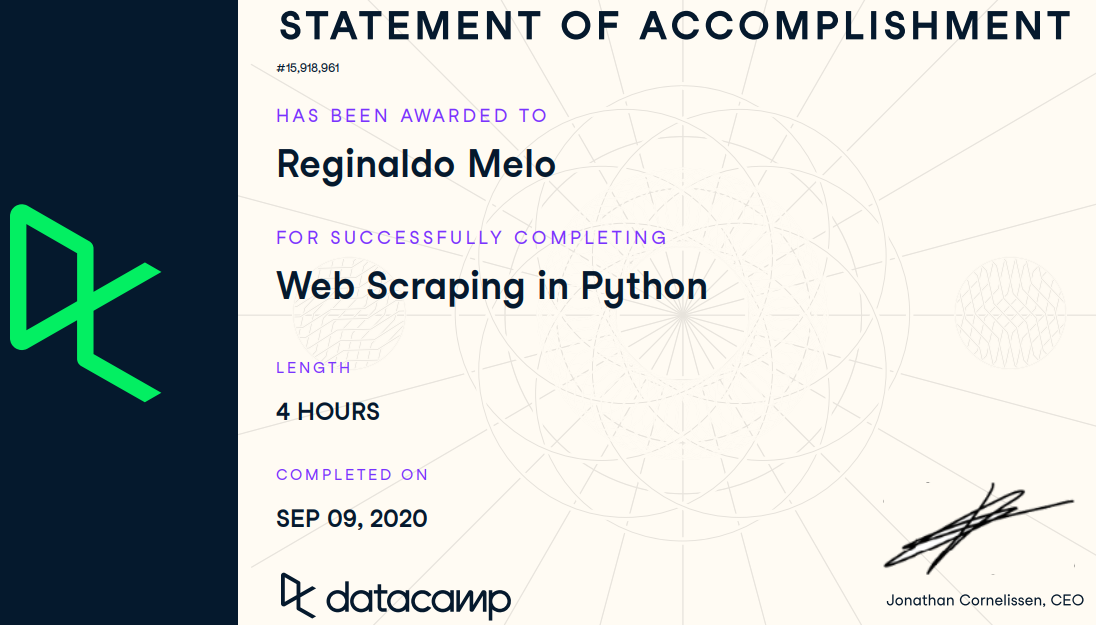 STATEMENT OF ACCOMPLISHMENT
#15,918,961
HAS BEEN AWARDED TO
Reginaldo Melo
FOR SUCCESSFULLY COMPLETING
Web Scraping in Python
LENGTH
4 HOURS
COMPLETED ON
SEP 09, 2020
datacamp
Jonathan Cornelissen, CEO